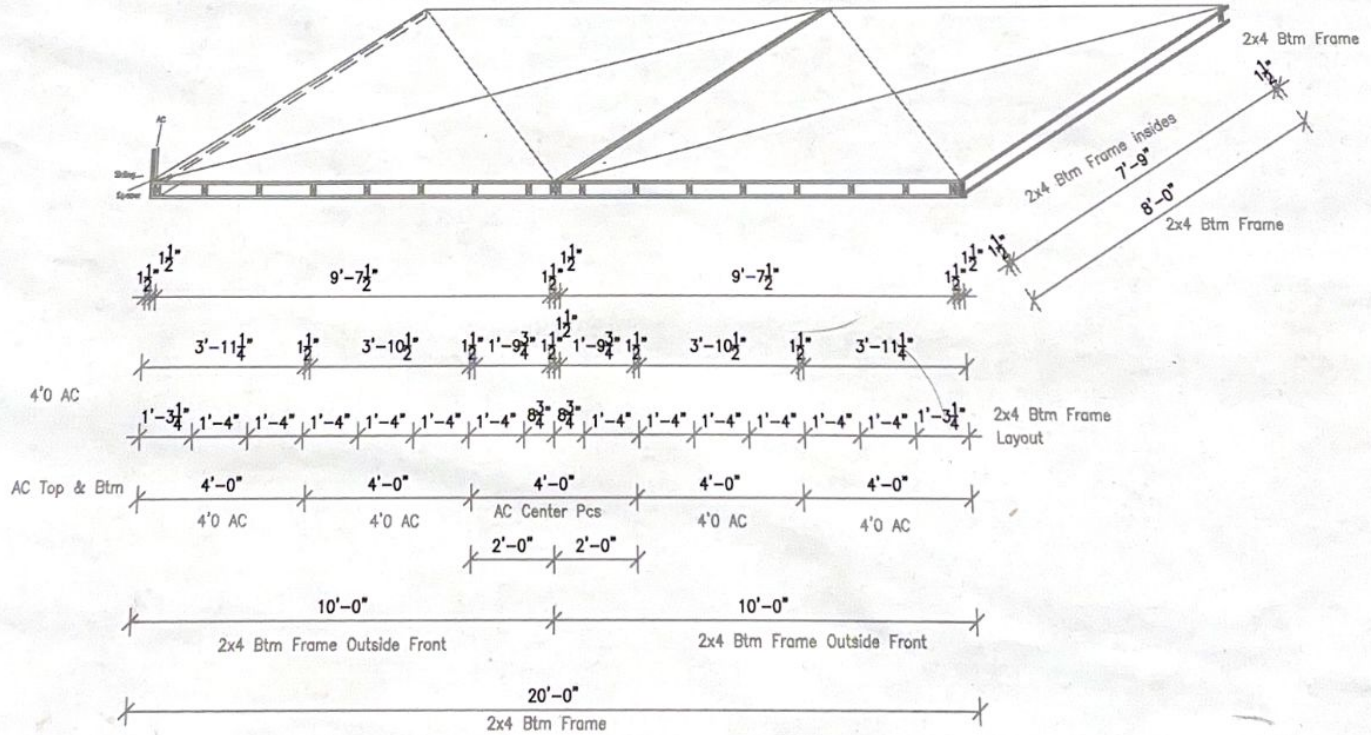 2x4 Btm Frame
1½"
2x4 Frame insides
7'-9"
8'-0"
2x4 Btm Frame
1½"
AC
1½" 1½" 9'-7½" 1½" 1½" 9'-7½" 1½" 1½"
3'-11¼" 1½" 3'-10½" 1½" 1'-9¾" 1½" 1½" 1'-9¾" 1½" 3'-10½" 1½" 3'-11¼"
4'0 AC
1'-3¼" 1'-4" 1'-4" 1'-4" 1'-4" 1'-4" 1'-4" 8¾" 8¾" 1'-4" 1'-4" 1'-4" 1'-4" 1'-4" 1'-4" 1'-3¼"
2x4 Btm Frame
Layout
AC Top & Btm 4'-0" 4'-0" 4'-0" 4'-0" 4'-0"
4'0 AC 4'0 AC AC Center Pcs 4'0 AC 4'0 AC
2'-0" 2'-0"
10'-0" 10'-0"
2x4 Btm Frame Outside Front 2x4 Btm Frame Outside Front
20'-0"
2x4 Btm Frame